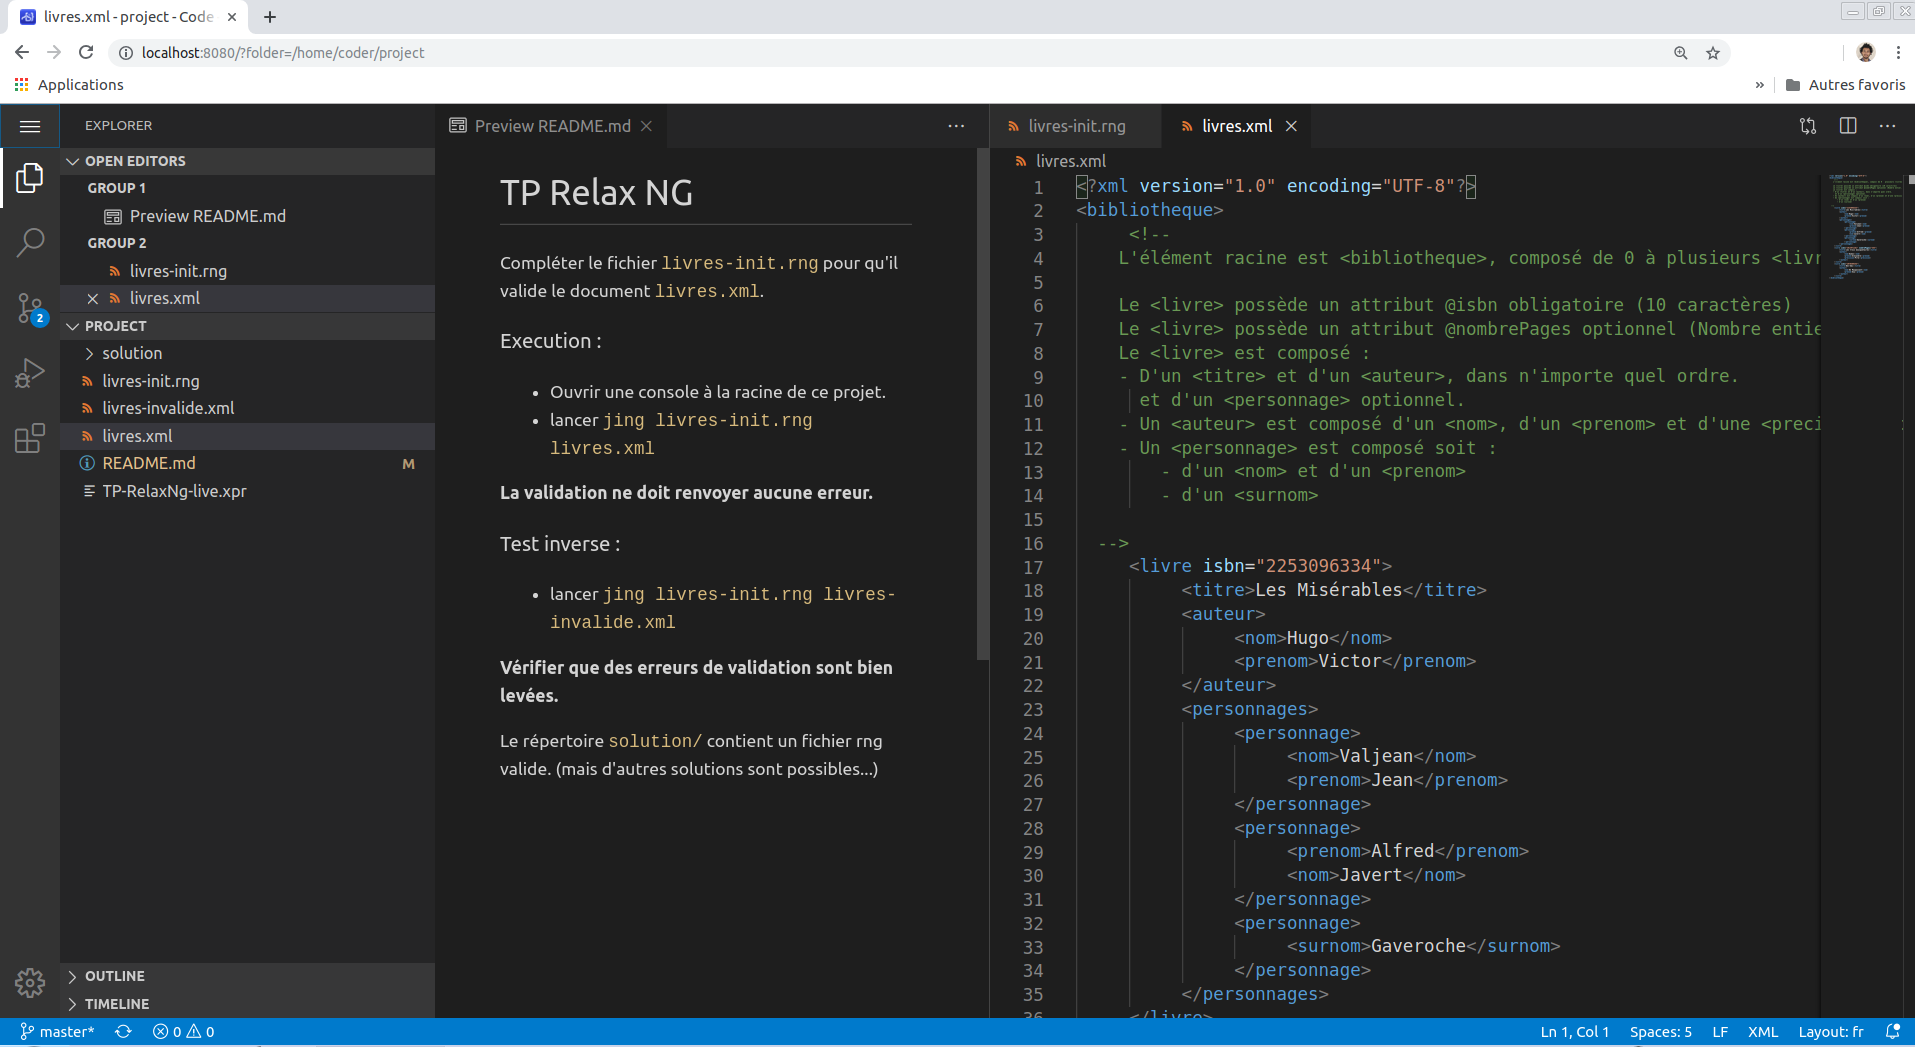 livres.xml - project - Code
localhost:8080/?folder=/home/coder/project
Applications
»
Autres favoris
EXPLORER
OPEN EDITORS
GROUP 1
Preview README.md
GROUP 2
livres-init.rng
livres.xml
PROJECT
solution
livres-init.rng
livres-invalide.xml
livres.xml
README.md M
TP-RelaxNg-live.xpr
OUTLINE
TIMELINE
2
Preview README.md
TP Relax NG
Compléter le fichier livres-init.rng pour qu'il
valide le document livres.xml.
Execution :
• Ouvrir une console à la racine de ce projet.
• lancer jing livres-init.rng
livres.xml
La validation ne doit renvoyer aucune erreur.
Test inverse :
• lancer jing livres-init.rng livres-
invalide.xml
Vérifier que des erreurs de validation sont bien
levées.
Le répertoire solution/ contient un fichier rng
valide. (mais d'autres solutions sont possibles...)
livres-init.rng
livres.xml
livres.xml
1 <?xml version="1.0" encoding="UTF-8"?>
2 <bibliotheque>
3 <!--
4 L'élément racine est <bibliotheque>, composé de 0 à plusieurs <livr
5
6 Le <livre> possède un attribut @isbn obligatoire (10 caractères)
7 Le <livre> possède un attribut @nombrePages optionnel (Nombre entie
8 Le <livre> est composé :
9 - D'un <titre> et d'un <auteur>, dans n'importe quel ordre.
10 et d'un <personnage> optionnel.
11 - Un <auteur> est composé d'un <nom>, d'un <prenom> et d'une <preci
12 - Un <personnage> est composé soit :
13 - d'un <nom> et d'un <prenom>
14 - d'un <surnom>
15
16 -->
17 <livre isbn="2253096334">
18 <titre>Les Misérables</titre>
19 <auteur>
20 <nom>Hugo</nom>
21 <prenom>Victor</prenom>
22 </auteur>
23 <personnages>
24 <personnage>
25 <nom>Valjean</nom>
26 <prenom>Jean</prenom>
27 </personnage>
28 <personnage>
29 <prenom>Alfred</prenom>
30 <nom>Javert</nom>
31 </personnage>
32 <personnage>
33 <surnom>Gaveroche</surnom>
34 </personnage>
35 </personnages>
36 </livre>
master* 0 0
Ln 1, Col 1 Spaces: 5 LF XML Layout: fr